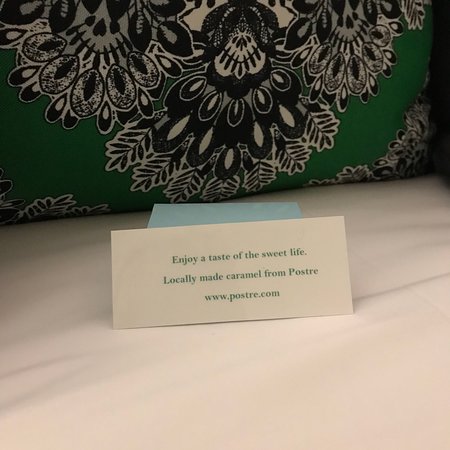 Enjoy a taste of the sweet life.
Locally made caramel from Postre
www.postre.com